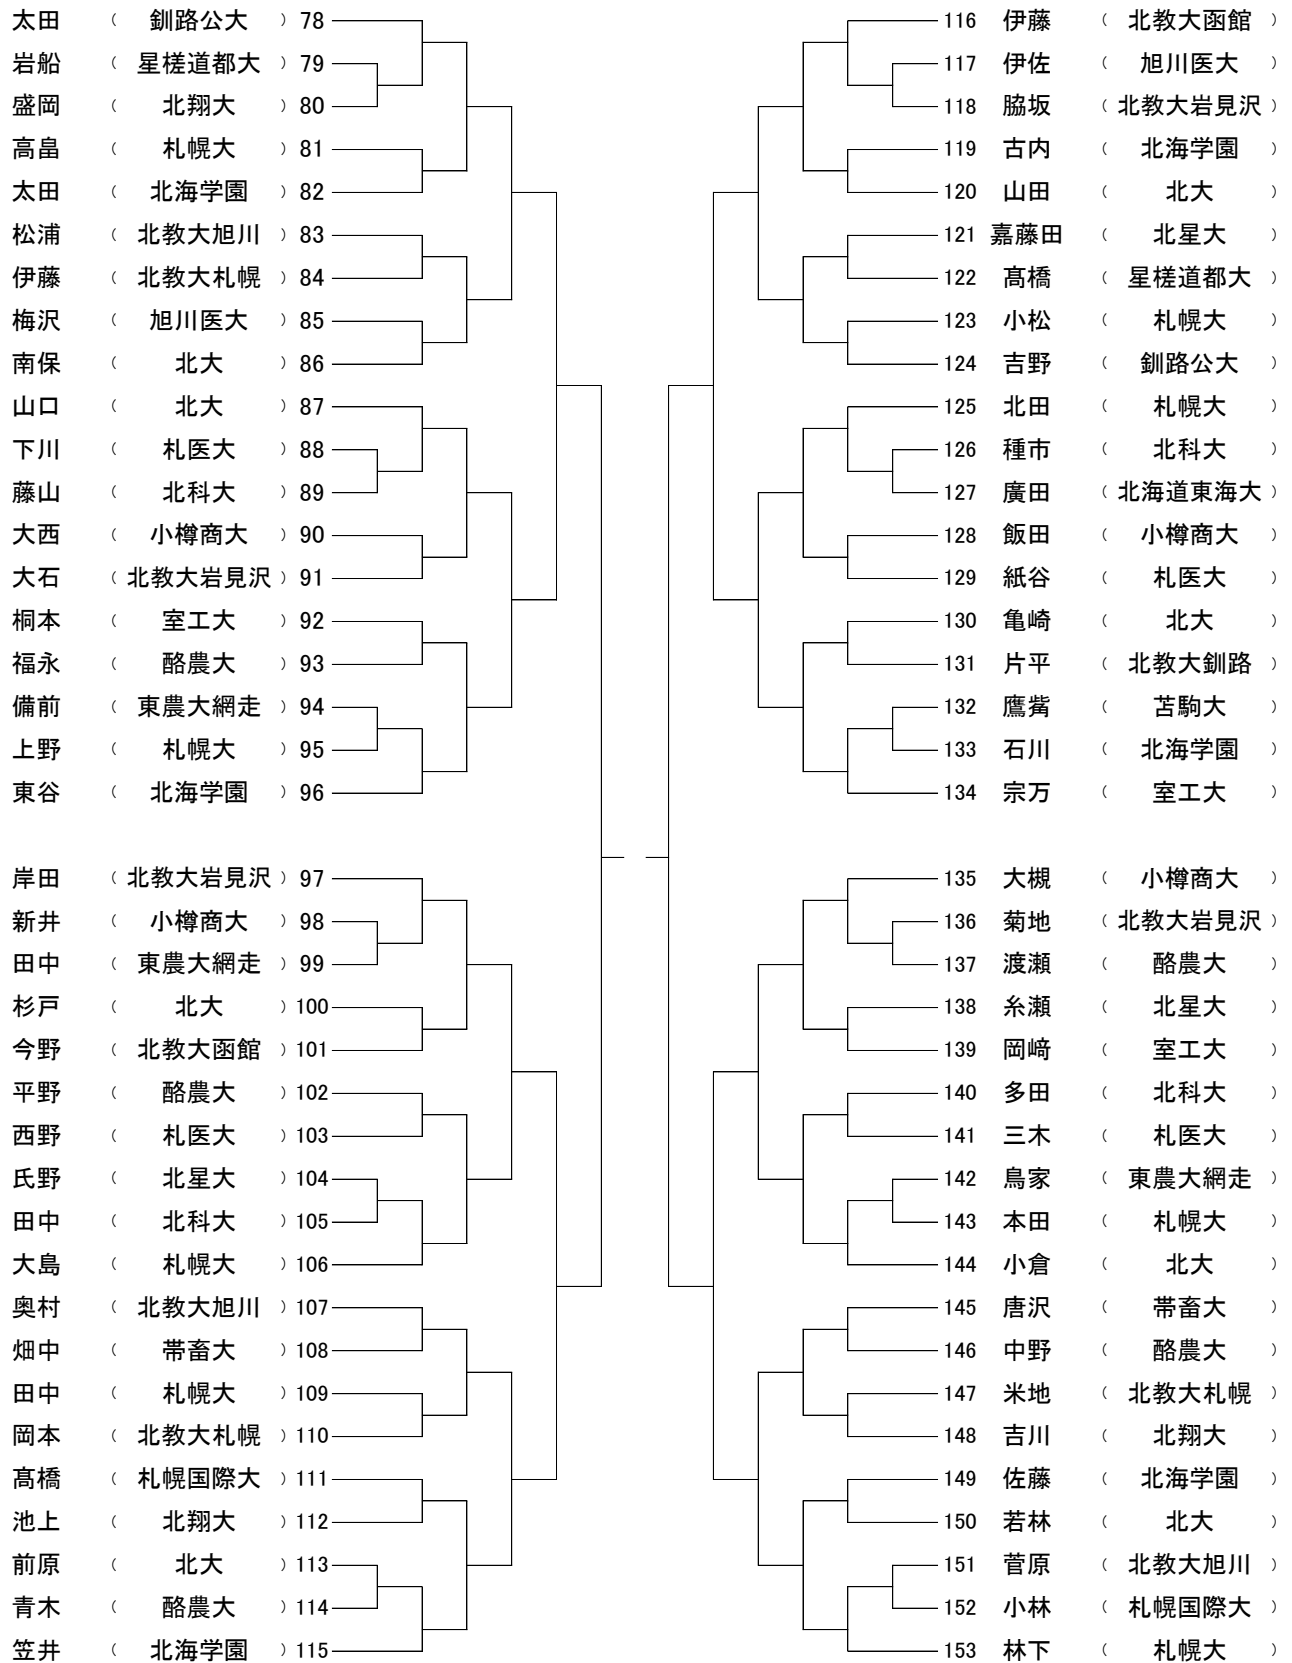 太田 （ 釧路公大 ） 78
岩船 （ 星槎道都大 ） 79
盛岡 （ 北翔大 ） 80
高畠 （ 札幌大 ） 81
太田 （ 北海学園 ） 82
松浦 （ 北教大旭川 ） 83
伊藤 （ 北教大札幌 ） 84
梅沢 （ 旭川医大 ） 85
南保 （ 北大 ） 86
山口 （ 北大 ） 87
下川 （ 札医大 ） 88
藤山 （ 北科大 ） 89
大西 （ 小樽商大 ） 90
大石 （ 北教大岩見沢 ） 91
桐本 （ 室工大 ） 92
福永 （ 酪農大 ） 93
備前 （ 東農大網走 ） 94
上野 （ 札幌大 ） 95
東谷 （ 北海学園 ） 96
岸田 （ 北教大岩見沢 ） 97
新井 （ 小樽商大 ） 98
田中 （ 東農大網走 ） 99
杉戸 （ 北大 ） 100
今野 （ 北教大函館 ） 101
平野 （ 酪農大 ） 102
西野 （ 札医大 ） 103
氏野 （ 北星大 ） 104
田中 （ 北科大 ） 105
大島 （ 札幌大 ） 106
奥村 （ 北教大旭川 ） 107
畑中 （ 帯畜大 ） 108
田中 （ 札幌大 ） 109
岡本 （ 北教大札幌 ） 110
髙橋 （ 札幌国際大 ） 111
池上 （ 北翔大 ） 112
前原 （ 北大 ） 113
青木 （ 酪農大 ） 114
笠井 （ 北海学園 ） 115
116 伊藤 （ 北教大函館 ）
117 伊佐 （ 旭川医大 ）
118 脇坂 （ 北教大岩見沢 ）
119 古内 （ 北海学園 ）
120 山田 （ 北大 ）
121 嘉藤田 （ 北星大 ）
122 髙橋 （ 星槎道都大 ）
123 小松 （ 札幌大 ）
124 吉野 （ 釧路公大 ）
125 北田 （ 札幌大 ）
126 種市 （ 北科大 ）
127 廣田 （ 北海道東海大 ）
128 飯田 （ 小樽商大 ）
129 紙谷 （ 札医大 ）
130 亀崎 （ 北大 ）
131 片平 （ 北教大釧路 ）
132 鷹觜 （ 苫駒大 ）
133 石川 （ 北海学園 ）
134 宗万 （ 室工大 ）
135 大槻 （ 小樽商大 ）
136 菊地 （ 北教大岩見沢 ）
137 渡瀬 （ 酪農大 ）
138 糸瀬 （ 北星大 ）
139 岡﨑 （ 室工大 ）
140 多田 （ 北科大 ）
141 三木 （ 札医大 ）
142 鳥家 （ 東農大網走 ）
143 本田 （ 札幌大 ）
144 小倉 （ 北大 ）
145 唐沢 （ 帯畜大 ）
146 中野 （ 酪農大 ）
147 米地 （ 北教大札幌 ）
148 吉川 （ 北翔大 ）
149 佐藤 （ 北海学園 ）
150 若林 （ 北大 ）
151 菅原 （ 北教大旭川 ）
152 小林 （ 札幌国際大 ）
153 林下 （ 札幌大 ）